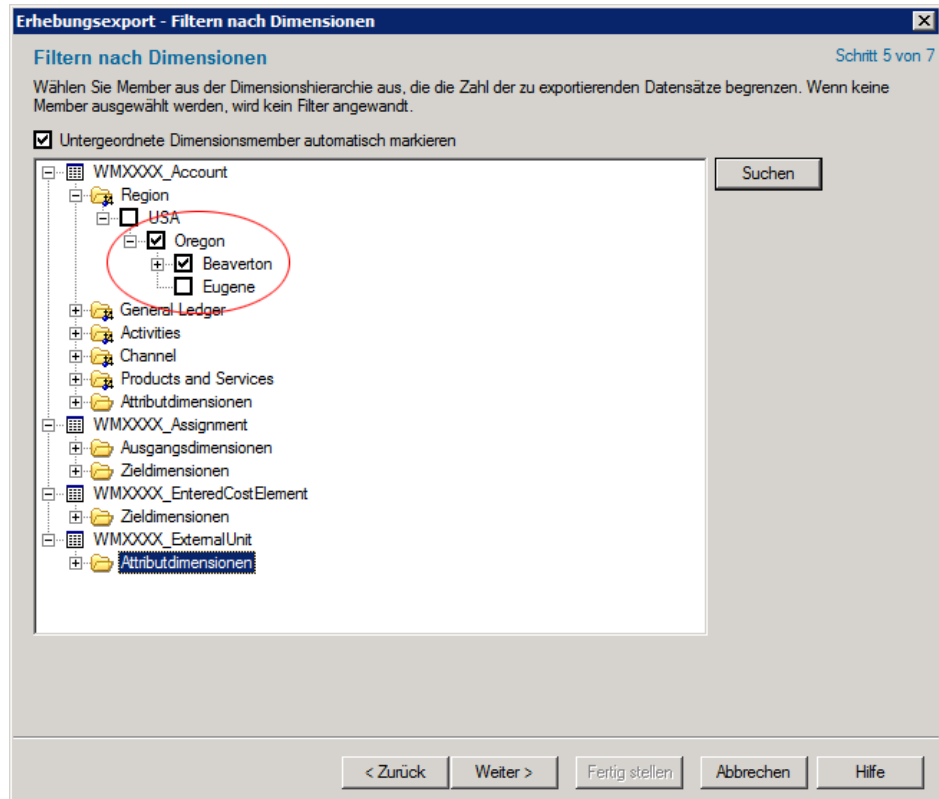 Erhebungsexport - Filtern nach Dimensionen
Filtern nach Dimensionen
Schritt 5 von 7
Wählen Sie Member aus der Dimensionshierarchie aus, die die Zahl der zu exportierenden Datensätze begrenzen. Wenn keine
Member ausgewählt werden, wird kein Filter angewandt.
Untergeordnete Dimensionsmember automatisch markieren
WMXXXX_Account
Suchen
Region
USA
Oregon
Beaverton
Eugene
General Ledger
Activities
Channel
Products and Services
Attributdimensionen
WMXXXX_Assignment
Ausgangsdimensionen
Zieldimensionen
WMXXXX_EnteredCostElement
Zieldimensionen
WMXXXX_ExternalUnit
Attributdimensionen
< Zurück
Weiter >
Fertig stellen
Abbrechen
Hilfe